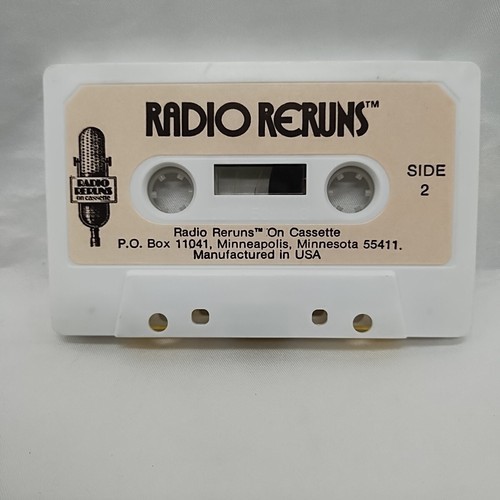 RADIO RERUNS™
SIDE
2
RADIO
RERUNS
on cassette
Radio Reruns™ On Cassette
P.O. Box 11041, Minneapolis, Minnesota 55411.
Manufactured in USA